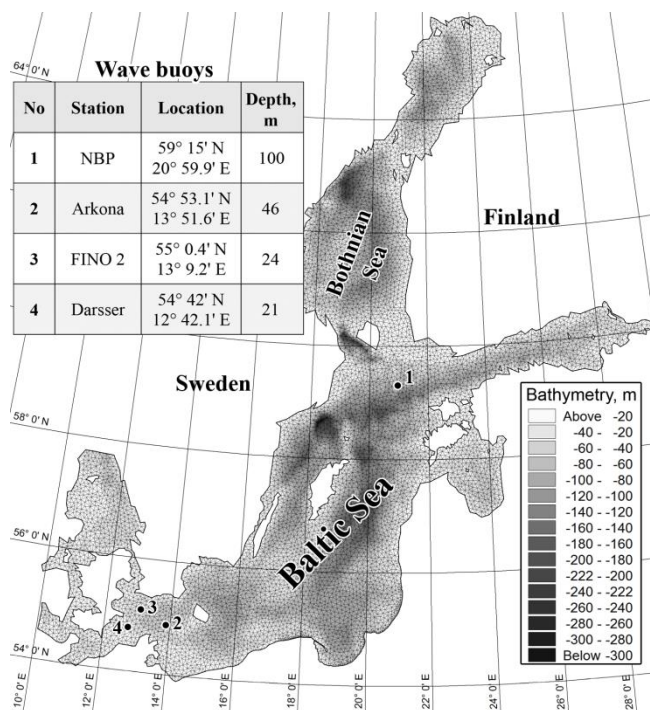 Wave buoys
No Station Location Depth, m
1 NBP 59° 15' N 20° 59.9' E 100
2 Arkona 54° 53.1' N 13° 51.6' E 46
3 FINO 2 55° 0.4' N 13° 9.2' E 24
4 Darsser 54° 42' N 12° 42.1' E 21
64° 0' N
Finland
Bothnian
Sea
Sweden
1
58° 0' N
Baltic Sea
56° 0' N
3
4 2
54° 0' N
Bathymetry, m
Above -20
-40 - -20
-60 - -40
-80 - -60
-100 - -80
-120 - -100
-140 - -120
-160 - -140
-180 - -160
-200 - -180
-222 - -200
-240 - -222
-260 - -240
-280 - -260
-300 - -280
Below -300
10° 0' E
12° 0' E
14° 0' E
16° 0' E
18° 0' E
20° 0' E
22° 0' E
24° 0' E
26° 0' E
28° 0' E